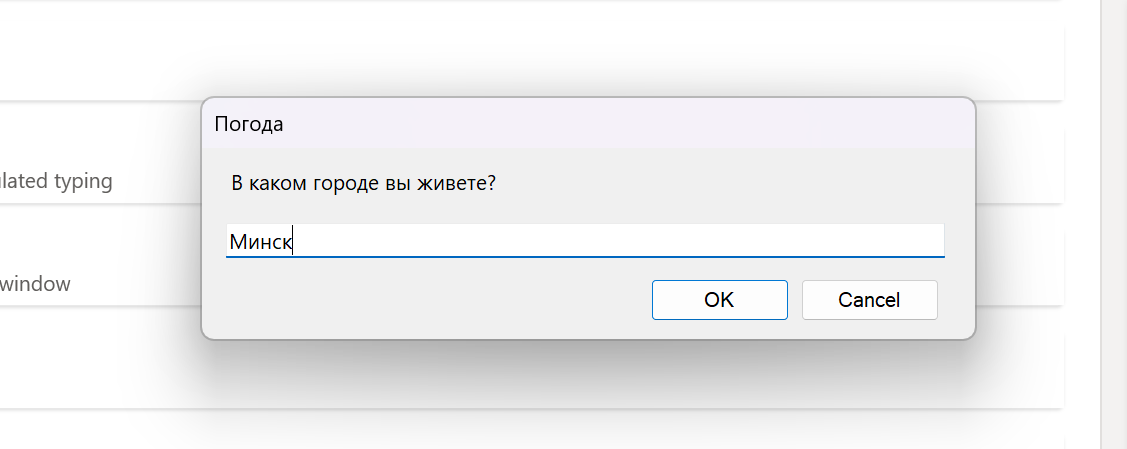 Погода
lated typing
В каком городе вы живете?
Минск
window
OK
Cancel